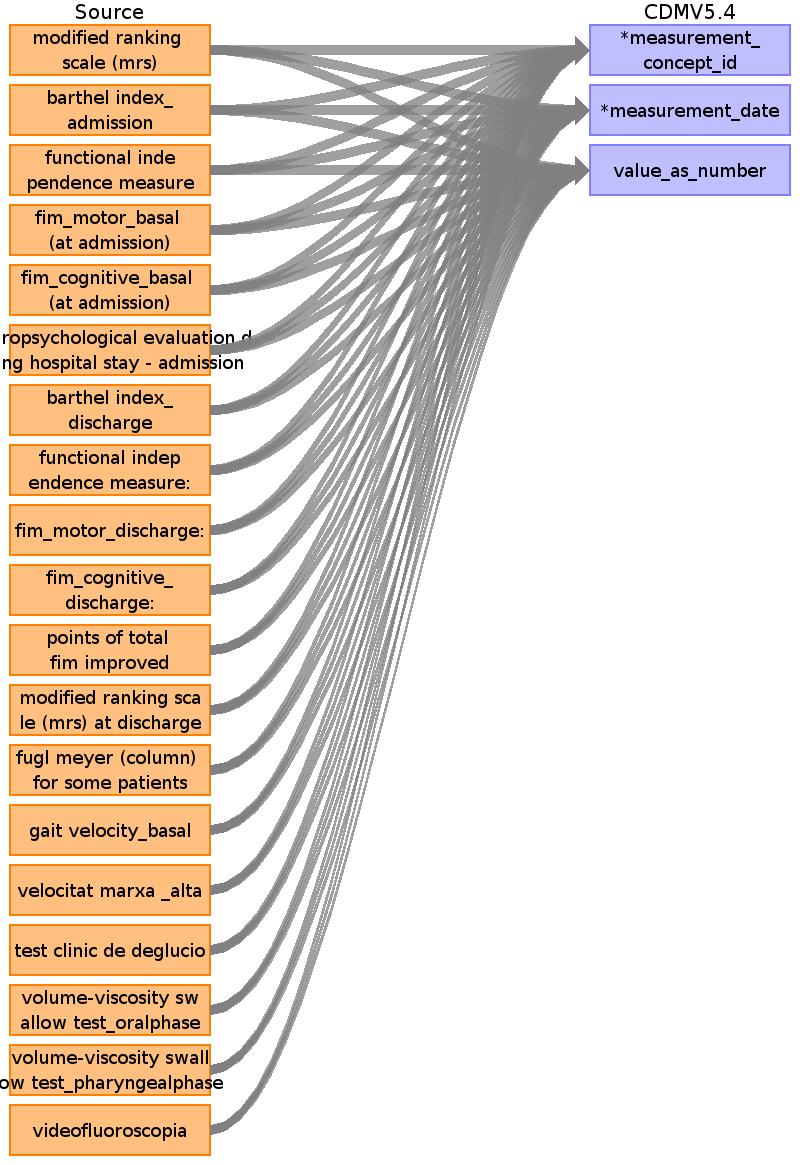 Source
CDMV5.4
modified ranking
scale (mrs)
*measurement_
concept_id
barthel index_
admission
*measurement_date
functional inde
pendence measure
value_as_number
fim_motor_basal
(at admission)
fim_cognitive_basal
(at admission)
ropsychological evaluation d
ng hospital stay - admission
barthel index_
discharge
functional indep
endence measure:
fim_motor_discharge:
fim_cognitive_
discharge:
points of total
fim improved
modified ranking sca
le (mrs) at discharge
fugl meyer (column)
for some patients
gait velocity_basal
velocitat marxa _alta
test clinic de deglucio
volume-viscosity sw
allow test_oralphase
volume-viscosity swall
ow test_pharyngealphase
videofluoroscopia